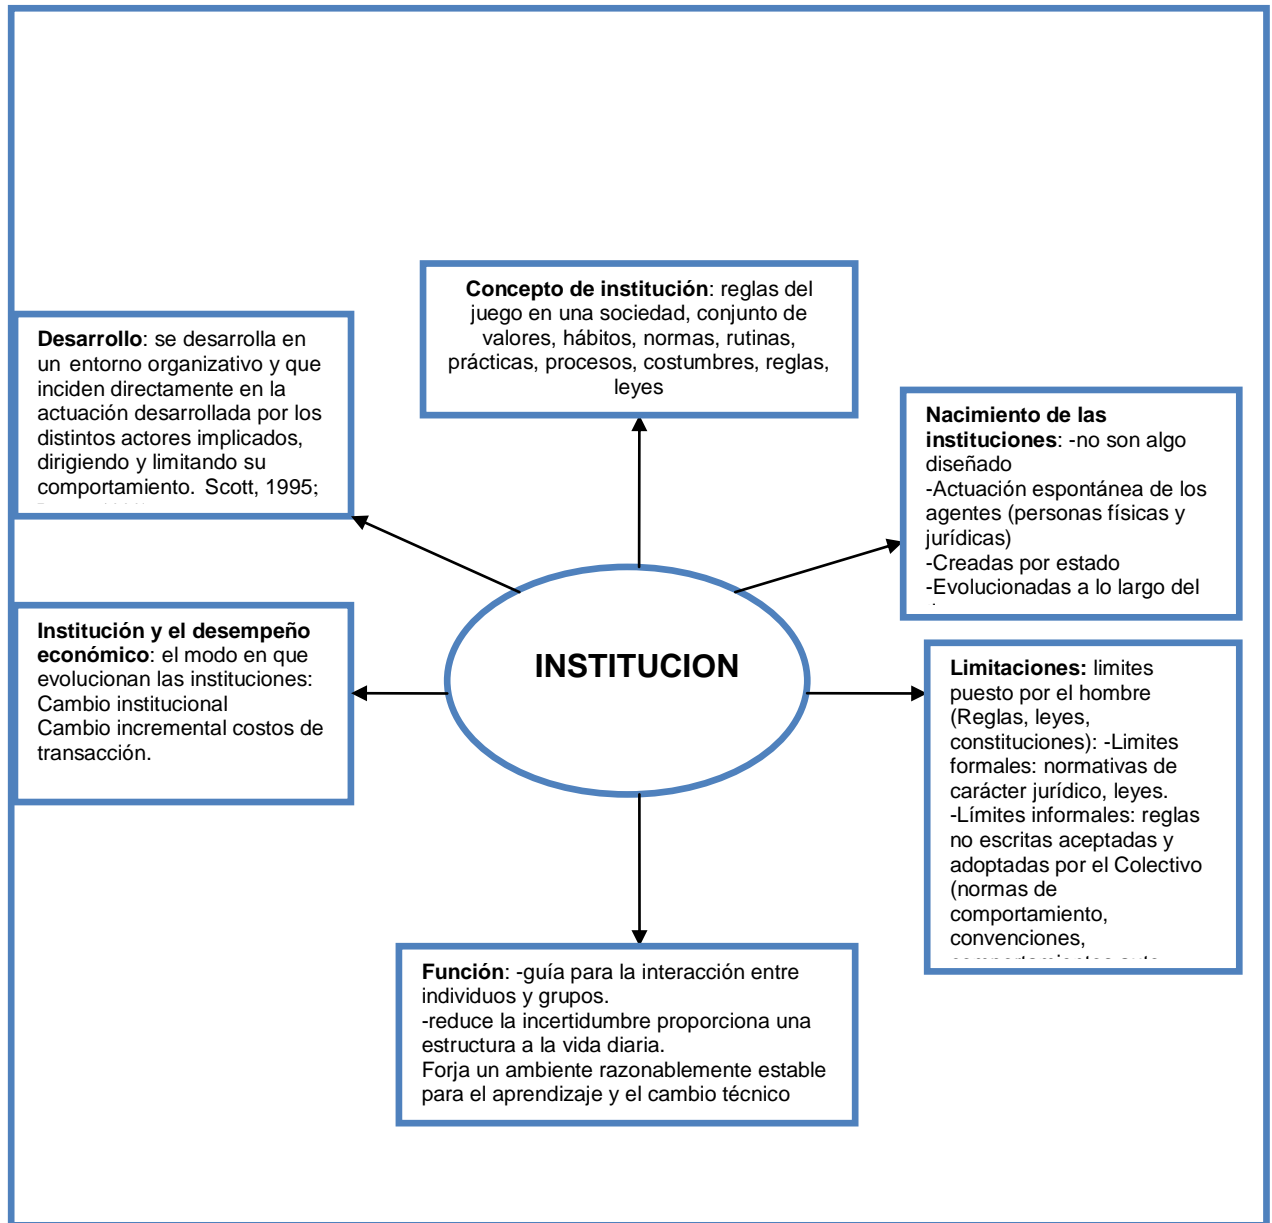 Concepto de institución: reglas del
juego en una sociedad, conjunto de
valores, hábitos, normas, rutinas,
prácticas, procesos, costumbres, reglas,
leyes
Desarrollo: se desarrolla en
un entorno organizativo y que
inciden directamente en la
actuación desarrollada por los
distintos actores implicados,
dirigiendo y limitando su
comportamiento. Scott, 1995;
Nacimiento de las
instituciones: -no son algo
diseñado
-Actuación espontánea de los
agentes (personas físicas y
jurídicas)
-Creadas por estado
-Evolucionadas a lo largo del
Institución y el desempeño
económico: el modo en que
evolucionan las instituciones:
Cambio institucional
Cambio incremental costos de
transacción.
INSTITUCION
Limitaciones: limites
puesto por el hombre
(Reglas, leyes,
constituciones): -Limites
formales: normativas de
carácter jurídico, leyes.
-Límites informales: reglas
no escritas aceptadas y
adoptadas por el Colectivo
(normas de
comportamiento,
convenciones,
Función: -guía para la interacción entre
individuos y grupos.
-reduce la incertidumbre proporciona una
estructura a la vida diaria.
Forja un ambiente razonablemente estable
para el aprendizaje y el cambio técnico